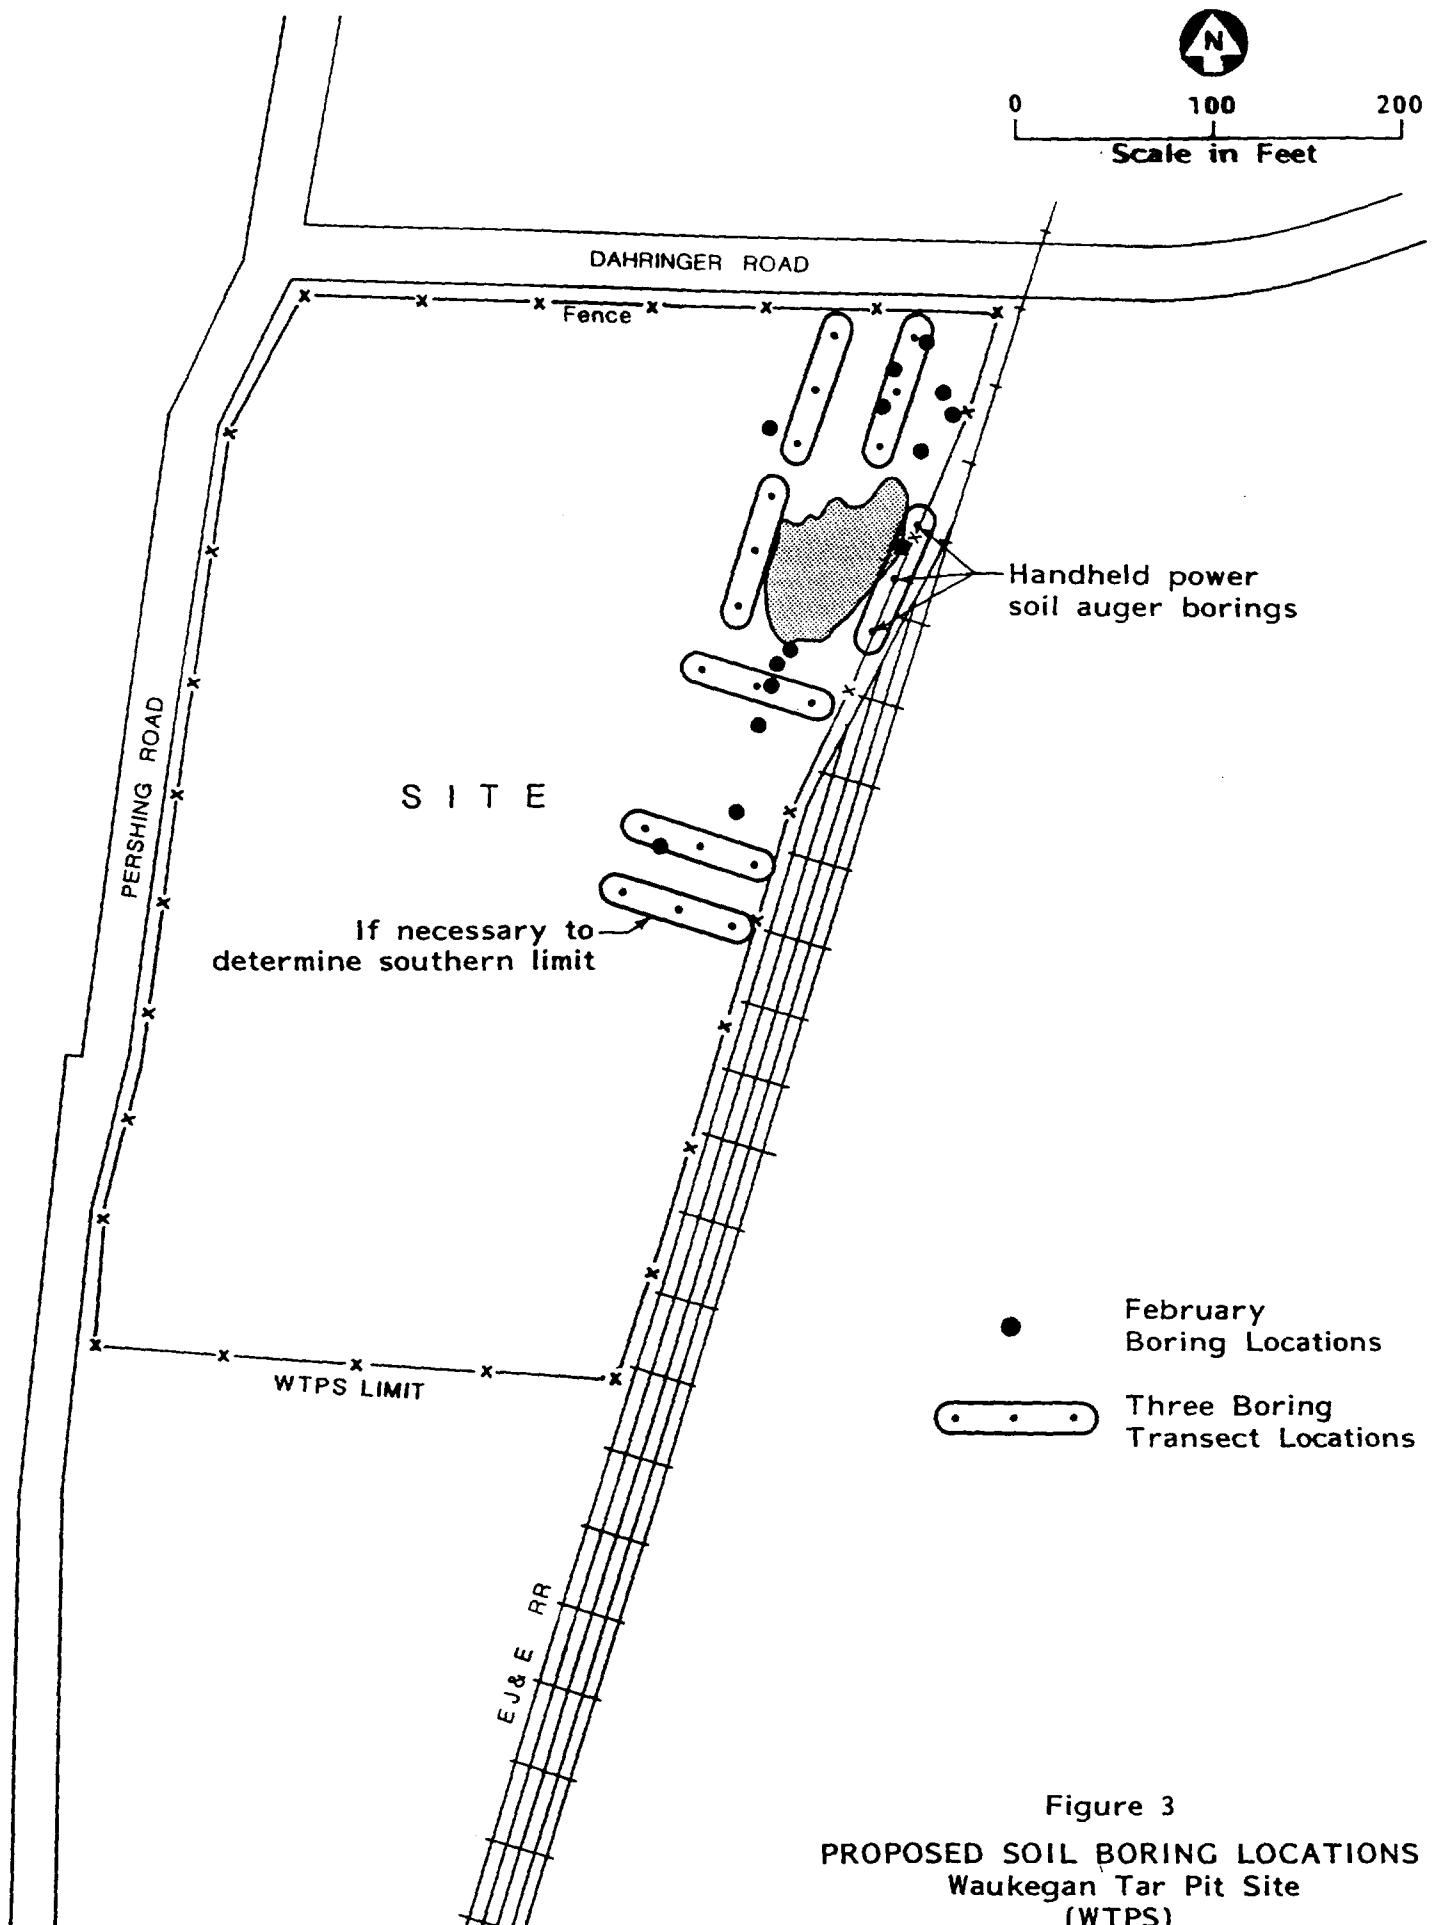 N
0 100 200
Scale in Feet
DAHRINGER ROAD
Fence
Handheld power
soil auger borings
PERSHING ROAD
SITE
If necessary to
determine southern limit
WTPS LIMIT
February
Boring Locations
Three Boring
Transect Locations
EJ&E RR
Figure 3
PROPOSED SOIL BORING LOCATIONS
Waukegan Tar Pit Site
(WTPS)